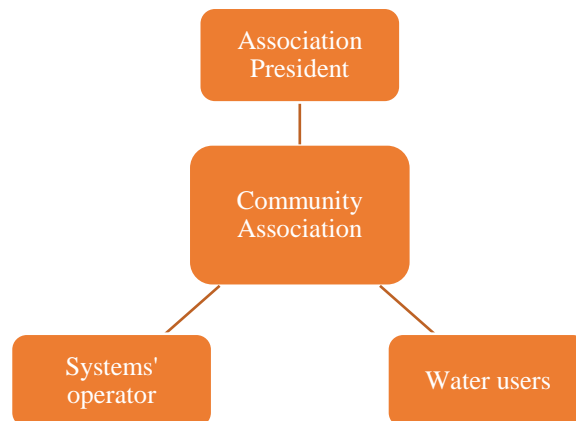 Association
President
Community
Association
Systems'
operator
Water users